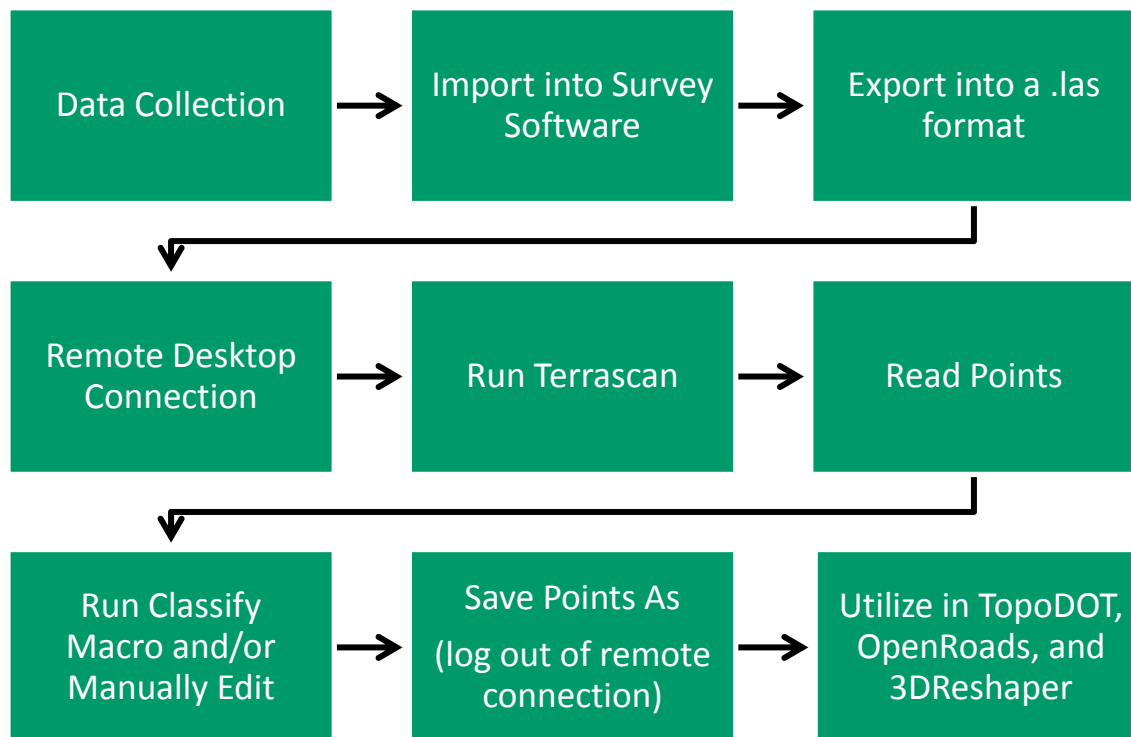 Data Collection
Import into Survey
Software
Export into a .las
format
Remote Desktop
Connection
Run Terrascan
Read Points
Run Classify
Macro and/or
Manually Edit
Save Points As
(log out of remote
connection)
Utilize in TopoDOT,
OpenRoads, and
3DReshaper